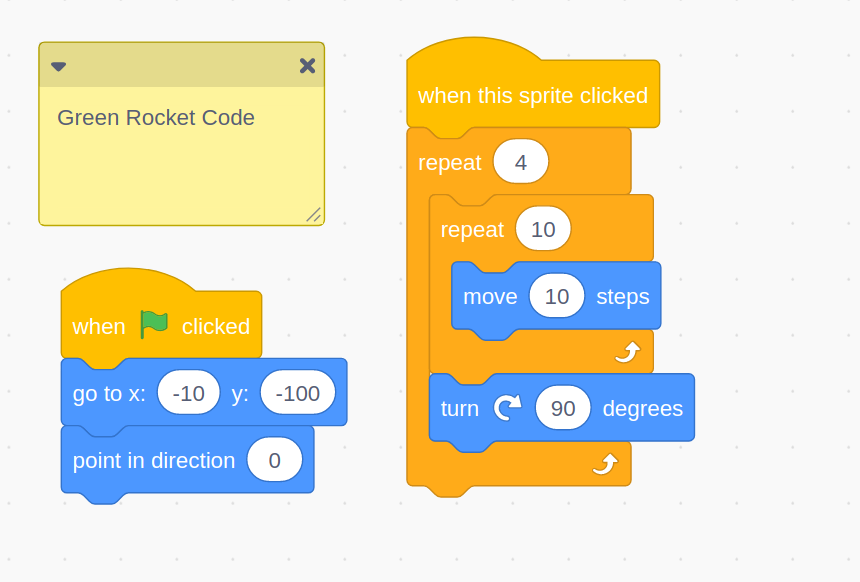 Green Rocket Code
when clicked
go to x: -10 y: -100
point in direction 0
when this sprite clicked
repeat 4
repeat 10
move 10 steps
turn 90 degrees